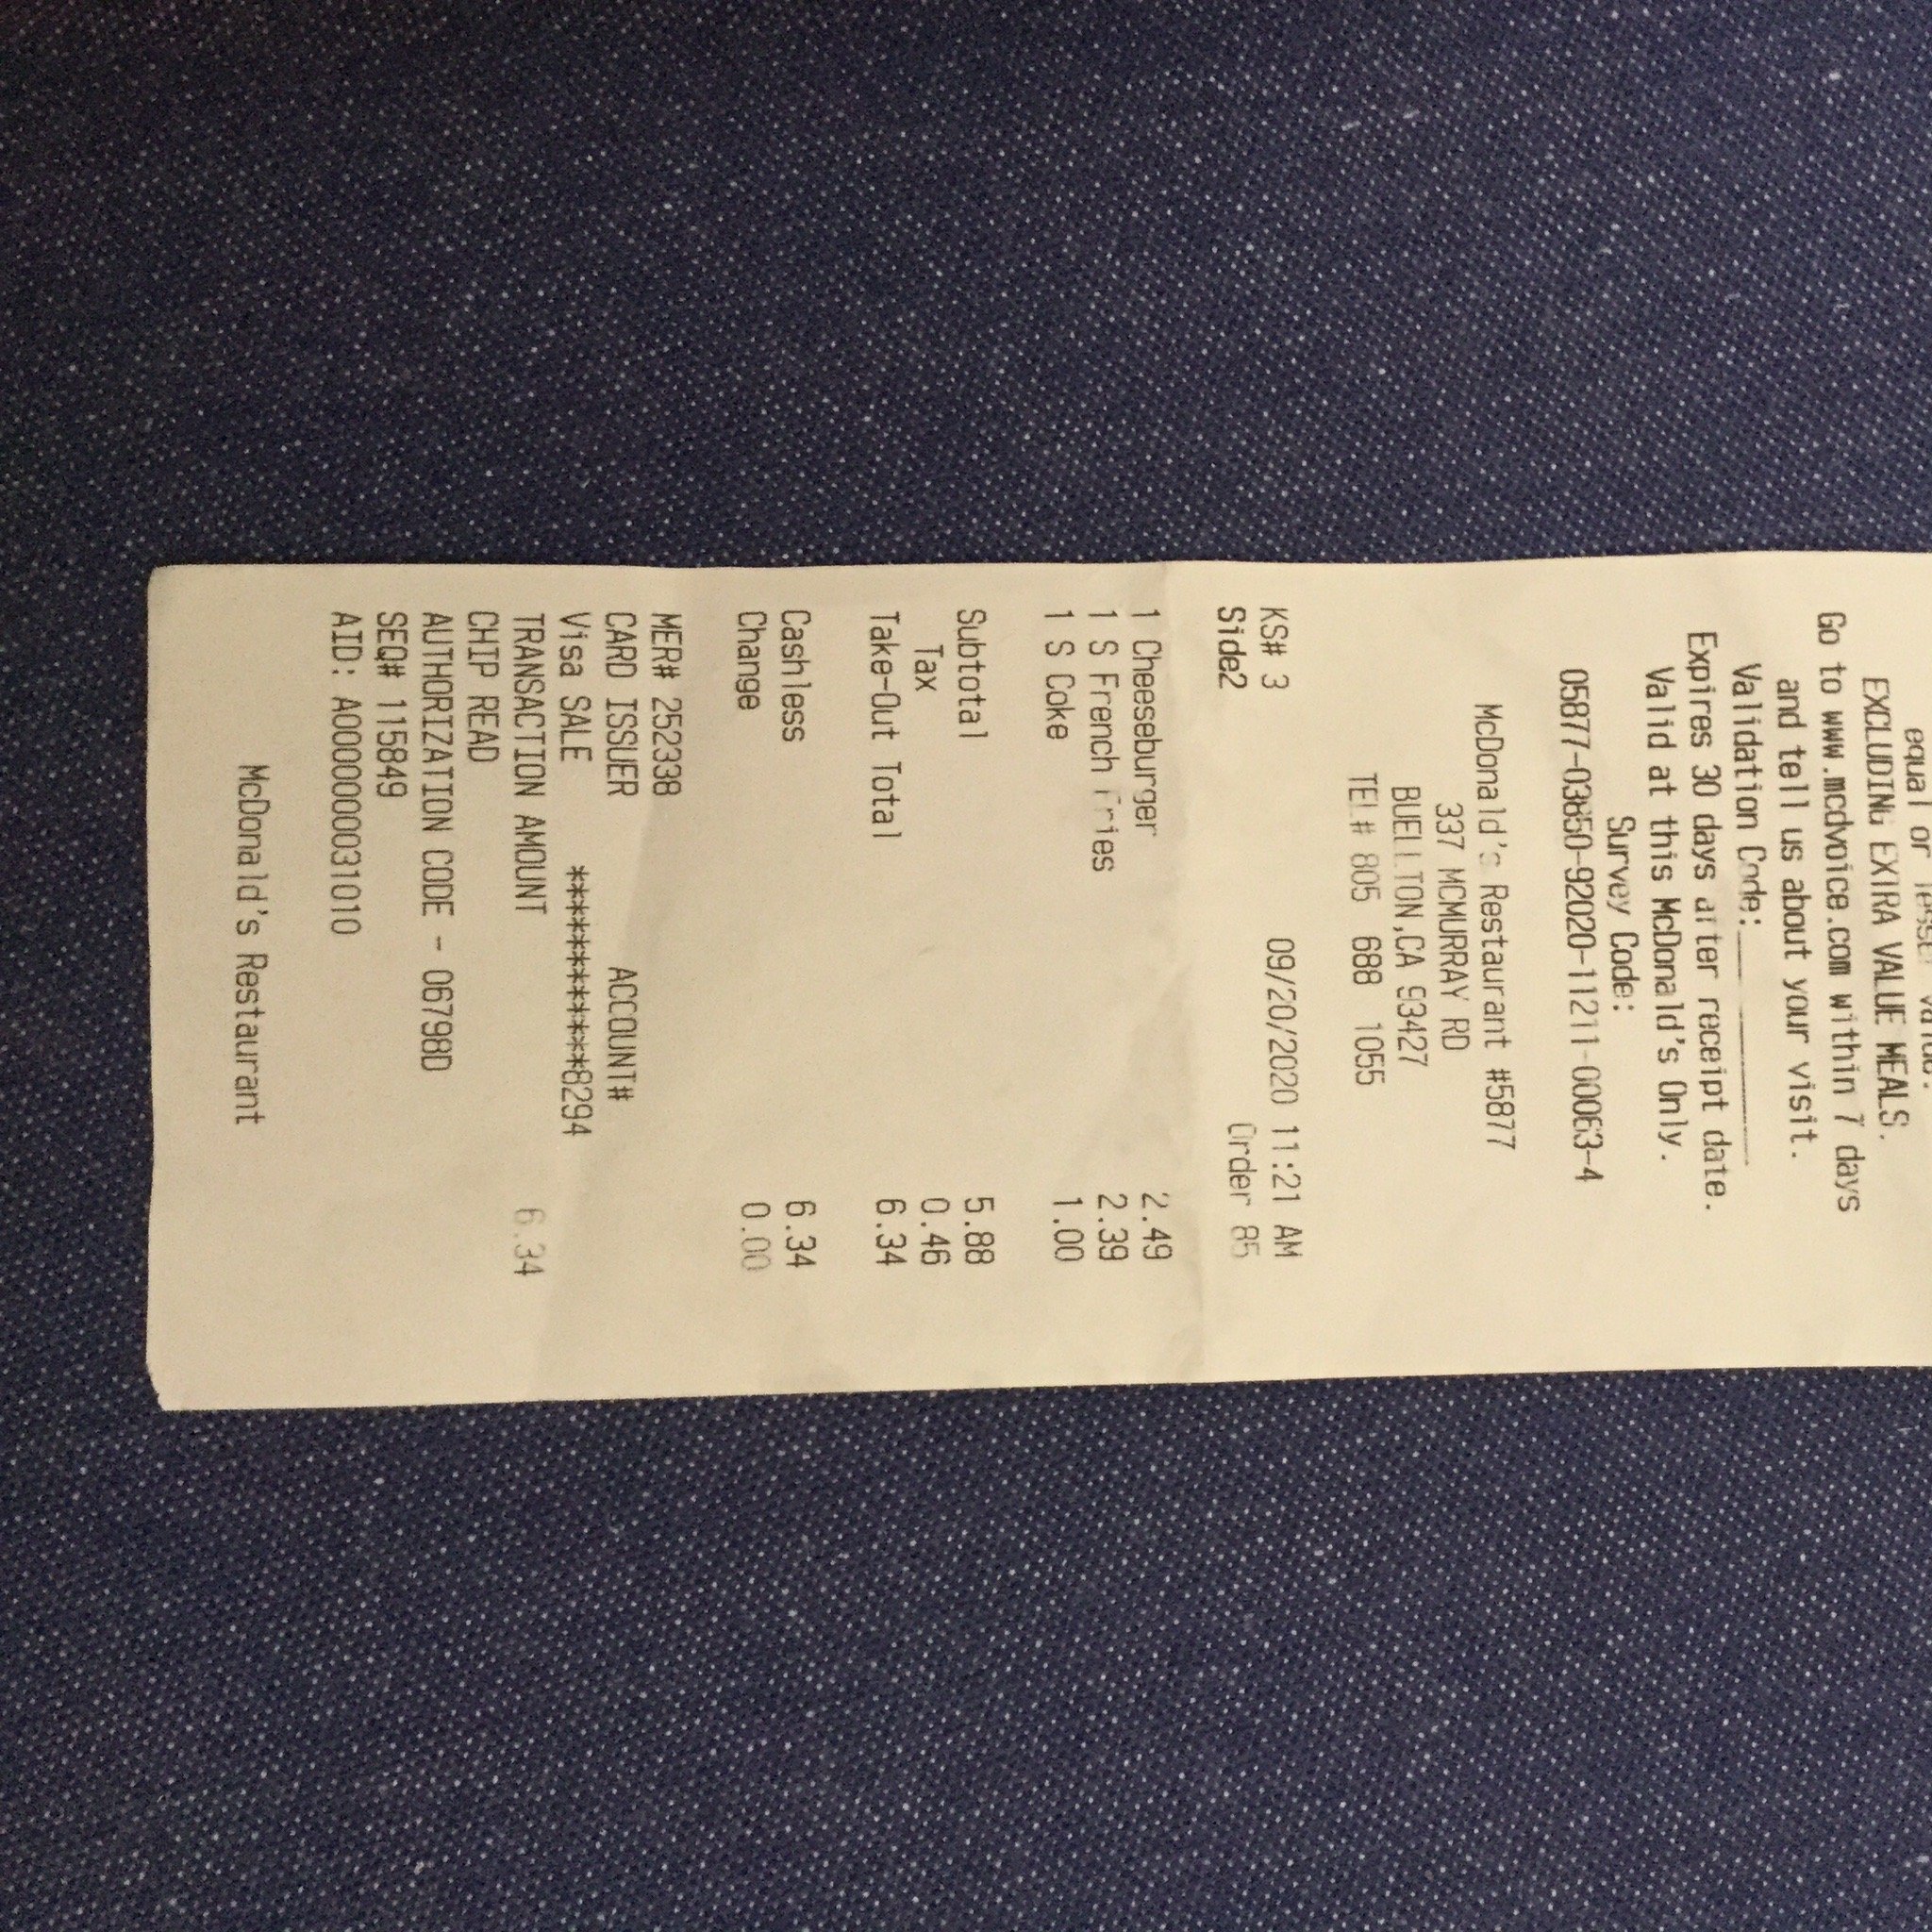 equal or
EXCLUDING EXTRA VALUE MEALS.
Go to www.mcdvoice.com within 7 days
and tell us about your visit.
Validation Code:
Expires 30 days after receipt date.
Valid at this McDonald's Only.
Survey Code:
05877-03850-92020-11211-00063-4
McDonald's Restaurant #5877
337 MCMURRAY RD
BUELLTON,CA 93427
TEL# 805 688 1055
KS# 3 09/20/2020 11:21 AM
Side2 Order 85
1 Cheeseburger 2.49
1 S French Fries 2.39
1 S Coke 1.00
Subtotal 5.88
Tax 0.46
Take-Out Total 6.34
Cashless 6.34
Change 0.00
MER# 252338
CARD ISSUER ACCOUNT#
Visa SALE ************8294
TRANSACTION AMOUNT 6.34
CHIP READ
AUTHORIZATION CODE - 06798D
SEQ# 115849
AID: A0000000031010
McDonald's Restaurant